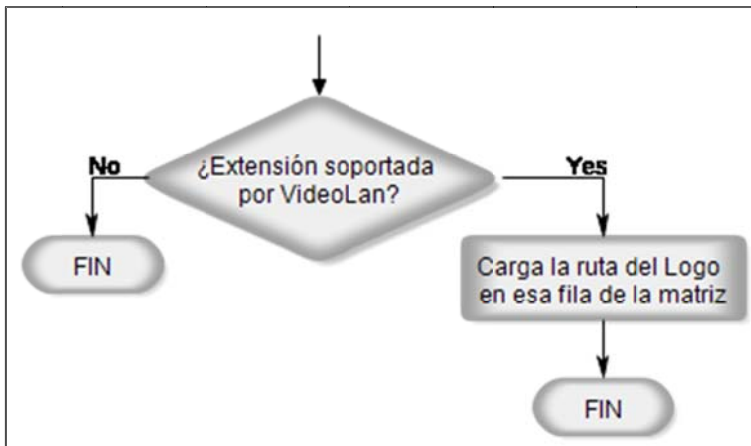 ¿Extensión soportada
por VideoLan?
No
Yes
FIN
Carga la ruta del Logo
en esa fila de la matriz
FIN